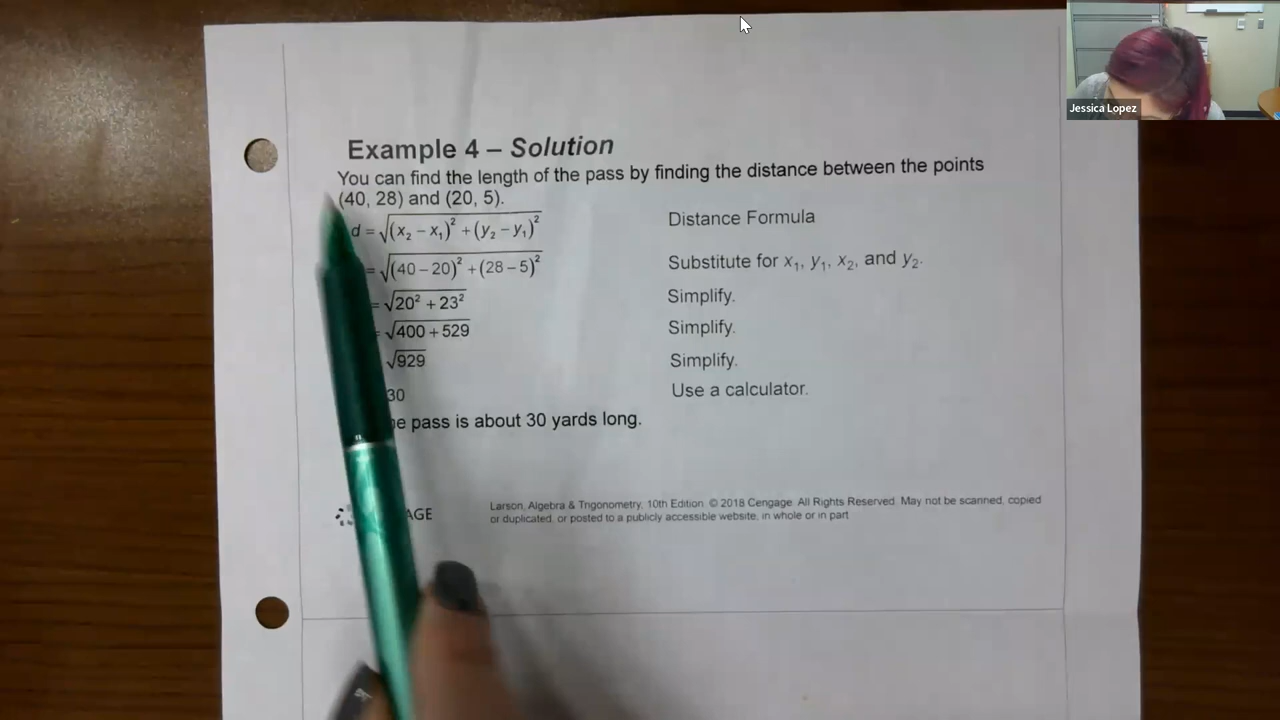 Jessica Lopez
Example 4 – Solution
You can find the length of the pass by finding the distance between the points
(40, 28) and (20, 5).
d = √(x₂ – x₁)² + (y₂ – y₁)² Distance Formula
= √(40 – 20)² + (28 – 5)² Substitute for x₁, y₁, x₂, and y₂.
= √20² + 23² Simplify.
= √400 + 529 Simplify.
√929 Simplify.
30 Use a calculator.
pass is about 30 yards long.
Larson, Algebra & Trigonometry, 10th Edition. © 2018 Cengage. All Rights Reserved. May not be scanned, copied
or duplicated, or posted to a publicly accessible website, in whole or in part